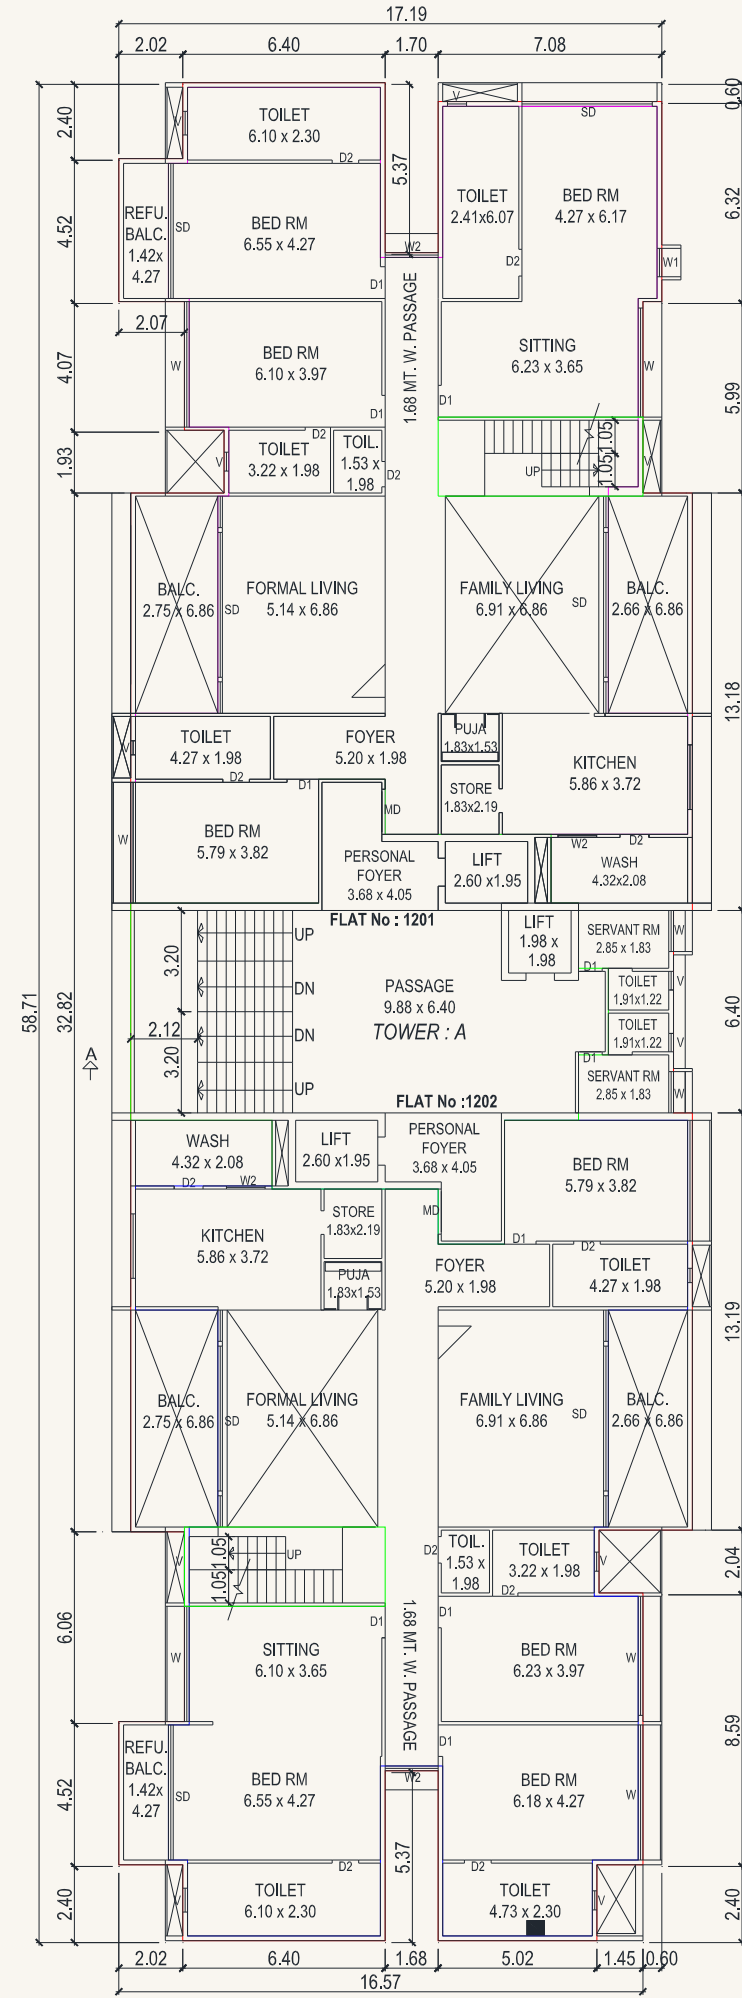 17.19
2.02 6.40 1.70 7.08
V
TOILET
6.10 x 2.30
D2
2.40
5.37
V
SD
0.60
TOILET
2.41x6.07
BED RM
4.27 x 6.17
6.32
REFU.
BALC.
1.42x
4.27
SD
BED RM
6.55 x 4.27
4.52
W2
D2
W1
D1
2.07
1.68 MT. W. PASSAGE
BED RM
6.10 x 3.97
W
4.07
D1
SITTING
6.23 x 3.65
W
5.99
D1
V
TOILET
3.22 x 1.98
D2
TOIL.
1.53 x
1.98
D2
1.93
UP
1.05
1.05
V
BALC.
2.75 x 6.86
SD
FORMAL LIVING
5.14 x 6.86
FAMILY LIVING
6.91 x 6.86
SD
BALC.
2.66 x 6.86
13.18
V
TOILET
4.27 x 1.98
D2
FOYER
5.20 x 1.98
D1
PUJA
1.83x1.53
KITCHEN
5.86 x 3.72
STORE
1.83x2.19
MD
W
BED RM
5.79 x 3.82
PERSONAL
FOYER
3.68 x 4.05
LIFT
2.60 x1.95
W2
D2
WASH
4.32x2.08
FLAT No : 1201
58.71
32.82
3.20
2.12
3.20
UP
DN
DN
UP
PASSAGE
9.88 x 6.40
TOWER : A
LIFT
1.98 x
1.98
SERVANT RM
2.85 x 1.83
W
D1
TOILET
1.91x1.22
V
TOILET
1.91x1.22
V
D1
SERVANT RM
2.85 x 1.83
W
6.40
A
FLAT No :1202
WASH
4.32 x 2.08
D2
W2
LIFT
2.60 x1.95
PERSONAL
FOYER
3.68 x 4.05
BED RM
5.79 x 3.82
KITCHEN
5.86 x 3.72
STORE
1.83x2.19
MD
D1
D2
PUJA
1.83x1.53
FOYER
5.20 x 1.98
TOILET
4.27 x 1.98
V
13.19
BALC.
2.75 x 6.86
SD
FORMAL LIVING
5.14 x 6.86
FAMILY LIVING
6.91 x 6.86
SD
BALC.
2.66 x 6.86
V
1.05
1.05
UP
D2
TOIL.
1.53 x
1.98
TOILET
3.22 x 1.98
D2
V
2.04
6.06
W
SITTING
6.10 x 3.65
D1
1.68 MT. W. PASSAGE
D1
BED RM
6.23 x 3.97
W
8.59
REFU.
BALC.
1.42x
4.27
SD
BED RM
6.55 x 4.27
4.52
W2
D1
BED RM
6.18 x 4.27
W
V
TOILET
6.10 x 2.30
D2
2.40
5.37
D2
TOILET
4.73 x 2.30
V
2.40
2.02 6.40 1.68 5.02 1.45 0.60
16.57